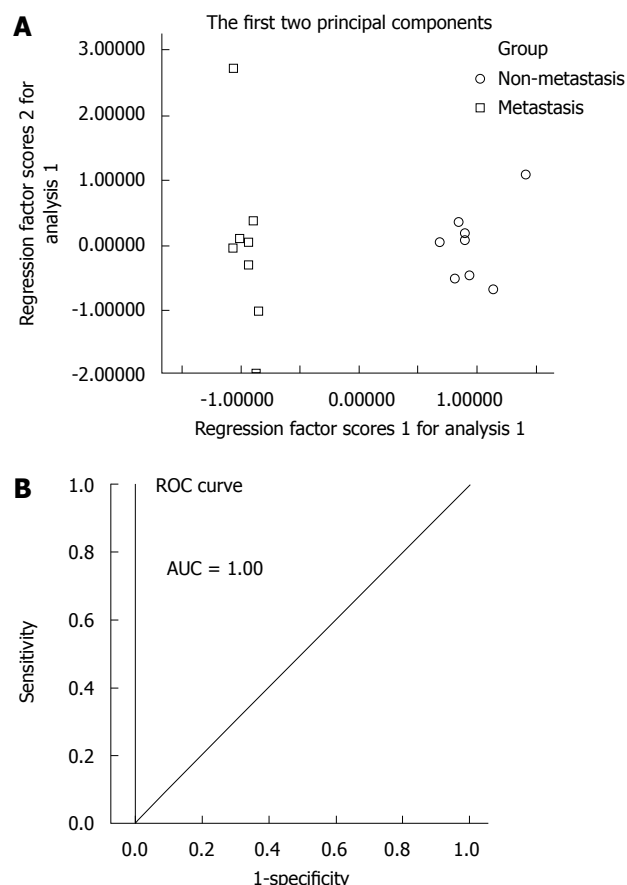 A
The first two principal components
Group
Non-metastasis
Metastasis
Regression factor scores 2 for
analysis 1
3.00000
2.00000
1.00000
0.00000
-1.00000
-2.00000
-1.00000 0.00000 1.00000
Regression factor scores 1 for analysis 1
B
ROC curve
AUC = 1.00
Sensitivity
1.0
0.8
0.6
0.4
0.2
0.0
0.0 0.2 0.4 0.6 0.8 1.0
1-specificity